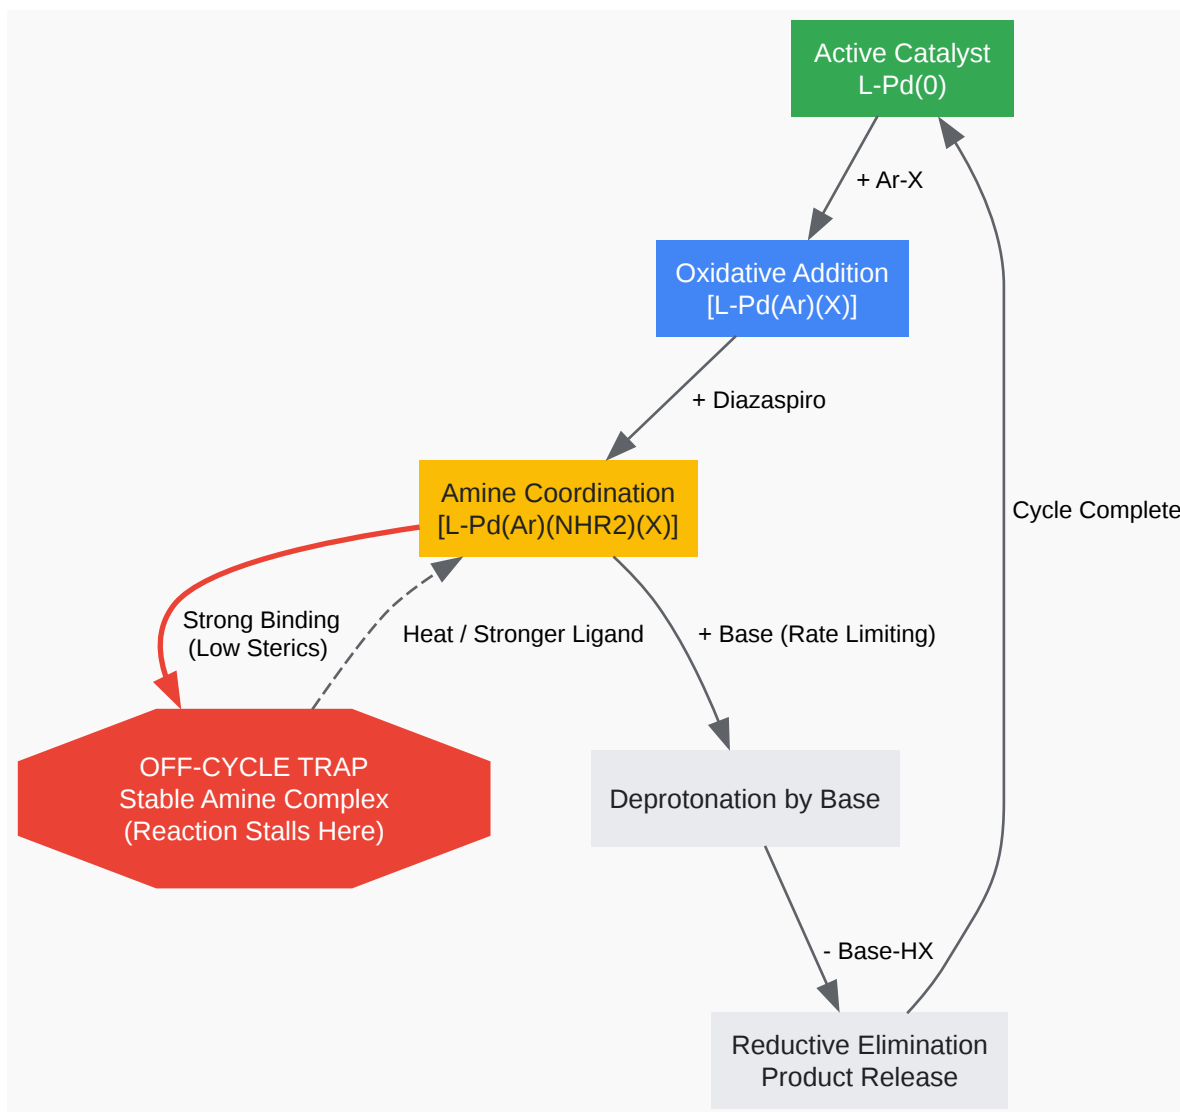 Active Catalyst
L-Pd(0)
+ Ar-X
Oxidative Addition
[L-Pd(Ar)(X)]
+ Diazaspiro
Amine Coordination
[L-Pd(Ar)(NHR2)(X)]
Cycle Complete
Strong Binding
(Low Sterics)
Heat / Stronger Ligand
+ Base (Rate Limiting)
OFF-CYCLE TRAP
Stable Amine Complex
(Reaction Stalls Here)
Deprotonation by Base
- Base-HX
Reductive Elimination
Product Release